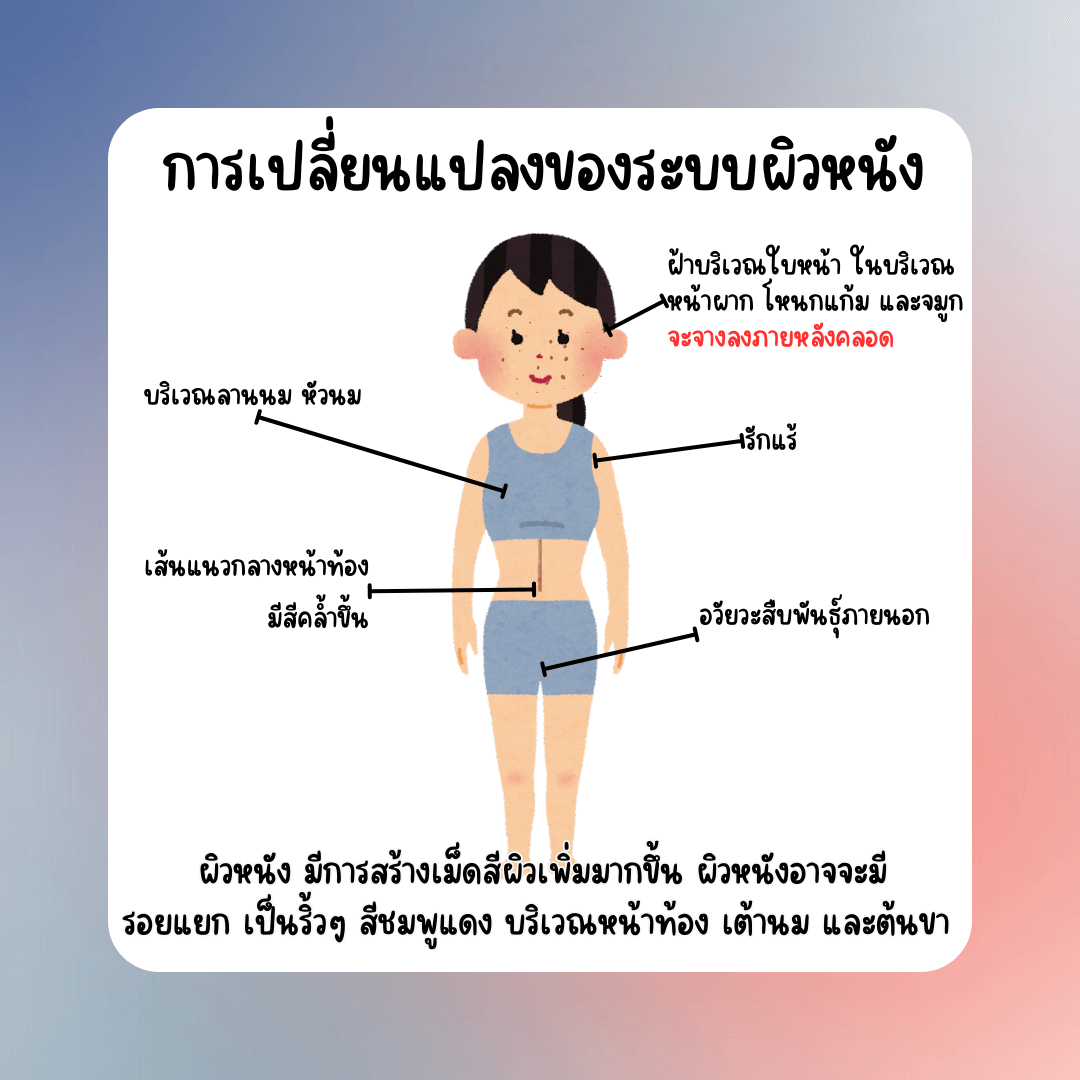 การเปลี่ยนแปลงของระบบผิวหนัง
ฝ้าบริเวณใบหน้า ในบริเวณ
หน้าผาก โหนกแก้ม และจมูก
จะจางลงภายหลังคลอด
บริเวณลานนม หัวนม
รักแร้
เส้นแนวกลางหน้าท้อง
มีสีคล้ำขึ้น
อวัยวะสืบพันธุ์ภายนอก
ผิวหนัง มีการสร้างเม็ดสีผิวเพิ่มมากขึ้น ผิวหนังอาจจะมี
รอยแยก เป็นริ้วๆ สีชมพูแดง บริเวณหน้าท้อง เต้านม และต้นขา